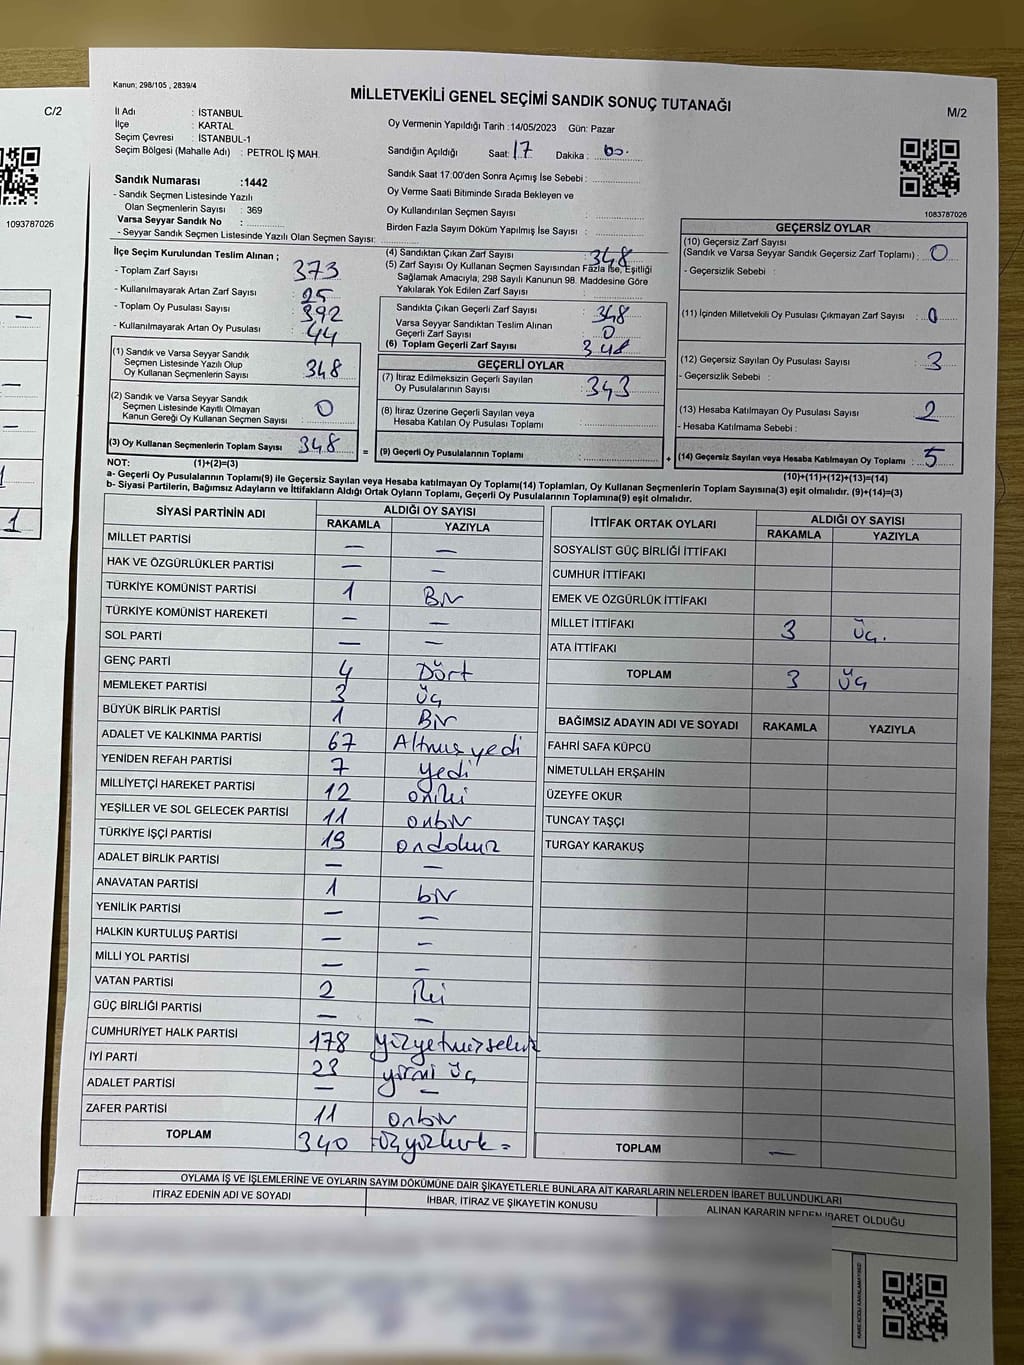 C/2
1093787026
1
Kanun; 298/105 , 2839/4
MİLLETVEKİLİ GENEL SEÇİMİ SANDIK SONUÇ TUTANAĞI
M/2
İl Adı : İSTANBUL
İlçe : KARTAL
Seçim Çevresi : İSTANBUL-1
Seçim Bölgesi (Mahalle Adı) : PETROL İŞ MAH.
Sandık Numarası :1442
- Sandık Seçmen Listesinde Yazılı
Olan Seçmenlerin Sayısı : 369
Varsa Seyyar Sandık No :
- Seyyar Sandık Seçmen Listesinde Yazılı Olan Seçmen Sayısı:
Oy Vermenin Yapıldığı Tarih :14/05/2023 Gün: Pazar
Sandığın Açıldığı Saat: 17 Dakika : 00
Sandık Saat 17.00'den Sonra Açımış İse Sebebi :
Oy Verme Saati Bitiminde Sırada Bekleyen ve
Oy Kullandırılan Seçmen Sayısı :
Birden Fazla Sayım Döküm Yapılmış İse Sayısı :
1083787026
İlçe Seçim Kurulundan Teslim Alınan ;
- Toplam Zarf Sayısı : 373
- Kullanılmayarak Artan Zarf Sayısı : 25
- Toplam Oy Pusulası Sayısı : 392
- Kullanılmayarak Artan Oy Pusulası : 44
(1) Sandık ve Varsa Seyyar Sandık
Seçmen Listesinde Yazılı Olup
Oy Kullanan Seçmenlerin Sayısı : 348
(2) Sandık ve Varsa Seyyar Sandık
Seçmen Listesinde Kayıtlı Olmayan
Kanun Gereği Oy Kullanan Seçmen Sayısı : 0
(3) Oy Kullanan Seçmenlerin Toplam Sayısı : 348 =
(4) Sandıktan Çıkan Zarf Sayısı : 348
(5) Zarf Sayısı Oy Kullanan Seçmen Sayısından Fazla İse, Eşitliği
Sağlamak Amacıyla, 298 Sayılı Kanunun 98. Maddesine Göre
Yakılarak Yok Edilen Zarf Sayısı :
Sandıkta Çıkan Geçerli Zarf Sayısı : 348
Varsa Seyyar Sandıktan Teslim Alınan
Geçerli Zarf Sayısı : 0
(6) Toplam Geçerli Zarf Sayısı : 348
GEÇERLİ OYLAR
(7) İtiraz Edilmeksizin Geçerli Sayılan
Oy Pusulalarının Sayısı : 343
(8) İtiraz Üzerine Geçerli Sayılan veya
Hesaba Katılan Oy Pusulası Toplamı :
(9) Geçerli Oy Pusulalarının Toplamı : +
GEÇERSİZ OYLAR
(10) Geçersiz Zarf Sayısı
(Sandık ve Varsa Seyyar Sandık Geçersiz Zarf Toplamı) : 0
- Geçersizlik Sebebi :
(11) İçinden Milletvekili Oy Pusulası Çıkmayan Zarf Sayısı : 0
(12) Geçersiz Sayılan Oy Pusulası Sayısı : 3
- Geçersizlik Sebebi :
(13) Hesaba Katılmayan Oy Pusulası Sayısı : 2
- Hesaba Katılmama Sebebi :
(14) Geçersiz Sayılan veya Hesaba Katılmayan Oy Toplamı : 5
NOT: (1)+(2)=(3) (10)+(11)+(12)+(13)=(14)
a- Geçerli Oy Pusulalarının Toplamı(9) ile Geçersiz Sayılan veya Hesaba katılmayan Oy Toplamı(14) Toplamları, Oy Kullanan Seçmenlerin Toplam Sayısına(3) eşit olmalıdır. (9)+(14)=(3)
b- Siyasi Partilerin, Bağımsız Adayların ve İttifakların Aldığı Ortak Oyların Toplamı, Geçerli Oy Pusulalarının Toplamına(9) eşit olmalıdır.
SİYASİ PARTİNİN ADI ALDIĞI OY SAYISI
RAKAMLA YAZIYLA
MİLLET PARTİSİ — —
HAK VE ÖZGÜRLÜKLER PARTİSİ — —
TÜRKİYE KOMÜNİST PARTİSİ 1 Bir
TÜRKİYE KOMÜNİST HAREKETİ — —
SOL PARTİ — —
GENÇ PARTİ 4 Dört
MEMLEKET PARTİSİ 3 Üç
BÜYÜK BİRLİK PARTİSİ 1 Bir
ADALET VE KALKINMA PARTİSİ 67 Altmış yedi
YENİDEN REFAH PARTİSİ 7 yedi
MİLLİYETÇİ HAREKET PARTİSİ 12 oniki
YEŞİLLER VE SOL GELECEK PARTİSİ 11 onbir
TÜRKİYE İŞÇİ PARTİSİ 19 ondokuz
ADALET BİRLİK PARTİSİ — —
ANAVATAN PARTİSİ 1 bir
YENİLİK PARTİSİ — —
HALKIN KURTULUŞ PARTİSİ — —
MİLLİ YOL PARTİSİ — —
VATAN PARTİSİ 2 İki
GÜÇ BİRLİĞİ PARTİSİ — —
CUMHURİYET HALK PARTİSİ 178 yüzyetmişsekiz
İYİ PARTİ 23 yirmi üç
ADALET PARTİSİ — —
ZAFER PARTİSİ 11 onbir
TOPLAM 340 =üçyüzkırk=
İTTİFAK ORTAK OYLARI ALDIĞI OY SAYISI
RAKAMLA YAZIYLA
SOSYALİST GÜÇ BİRLİĞİ İTTİFAKI
CUMHUR İTTİFAKI
EMEK VE ÖZGÜRLÜK İTTİFAKI
MİLLET İTTİFAKI 3 Üç.
ATA İTTİFAKI
TOPLAM 3 Üç
BAĞIMSIZ ADAYIN ADI VE SOYADI RAKAMLA YAZIYLA
FAHRİ SAFA KÜPCÜ
NİMETULLAH ERŞAHİN
ÜZEYFE OKUR
TUNCAY TAŞÇI
TURGAY KARAKUŞ
TOPLAM —
OYLAMA İŞ VE İŞLEMLERİNE VE OYLARIN SAYIM DÖKÜMÜNE DAİR ŞİKAYETLERLE BUNLARA AİT KARARLARIN NELERDEN İBARET BULUNDUKLARI
İTİRAZ EDENİN ADI VE SOYADI İHBAR, İTİRAZ VE ŞİKAYETİN KONUSU ALINAN KARARIN NEDEN İBARET OLDUĞU